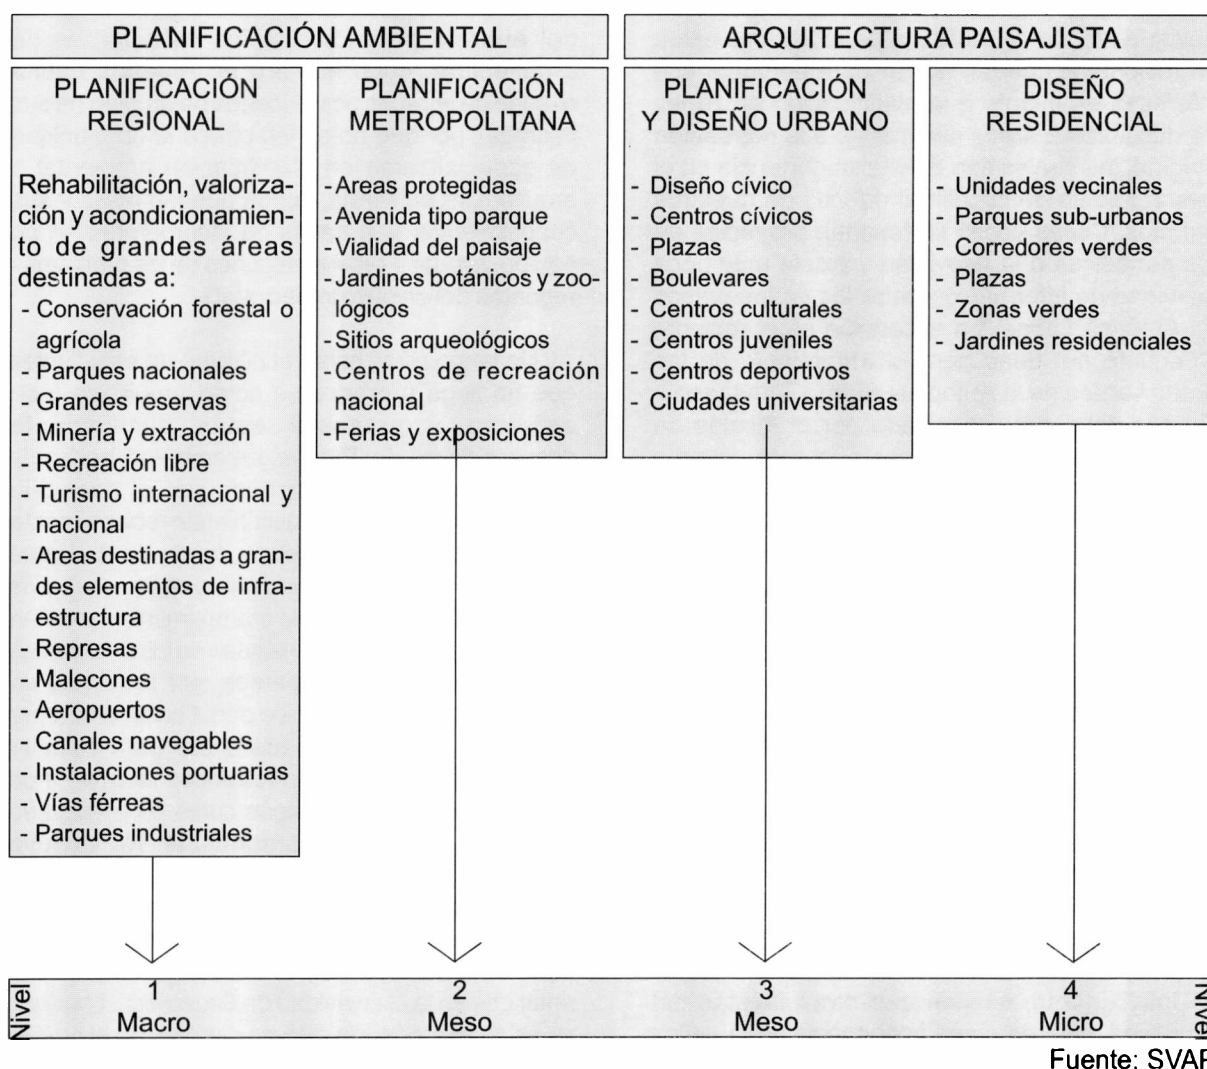 PLANIFICACIÓN AMBIENTAL
ARQUITECTURA PAISAJISTA
PLANIFICACIÓN
REGIONAL
Rehabilitación, valoriza-
ción y acondicionamien-
to de grandes áreas
destinadas a:
- Conservación forestal o
agrícola
- Parques nacionales
- Grandes reservas
- Minería y extracción
- Recreación libre
- Turismo internacional y
nacional
- Areas destinadas a gran-
des elementos de infra-
estructura
- Represas
- Malecones
- Aeropuertos
- Canales navegables
- Instalaciones portuarias
- Vías férreas
- Parques industriales
PLANIFICACIÓN
METROPOLITANA
- Areas protegidas
- Avenida tipo parque
- Vialidad del paisaje
- Jardines botánicos y zoo-
lógicos
- Sitios arqueológicos
- Centros de recreación
nacional
- Ferias y exposiciones
PLANIFICACIÓN
Y DISEÑO URBANO
- Diseño cívico
- Centros cívicos
- Plazas
- Boulevares
- Centros culturales
- Centros juveniles
- Centros deportivos
- Ciudades universitarias
DISEÑO
RESIDENCIAL
- Unidades vecinales
- Parques sub-urbanos
- Corredores verdes
- Plazas
- Zonas verdes
- Jardines residenciales
Nivel
1
Macro
2
Meso
3
Meso
4
Micro
Nivel
Fuente: SVAP